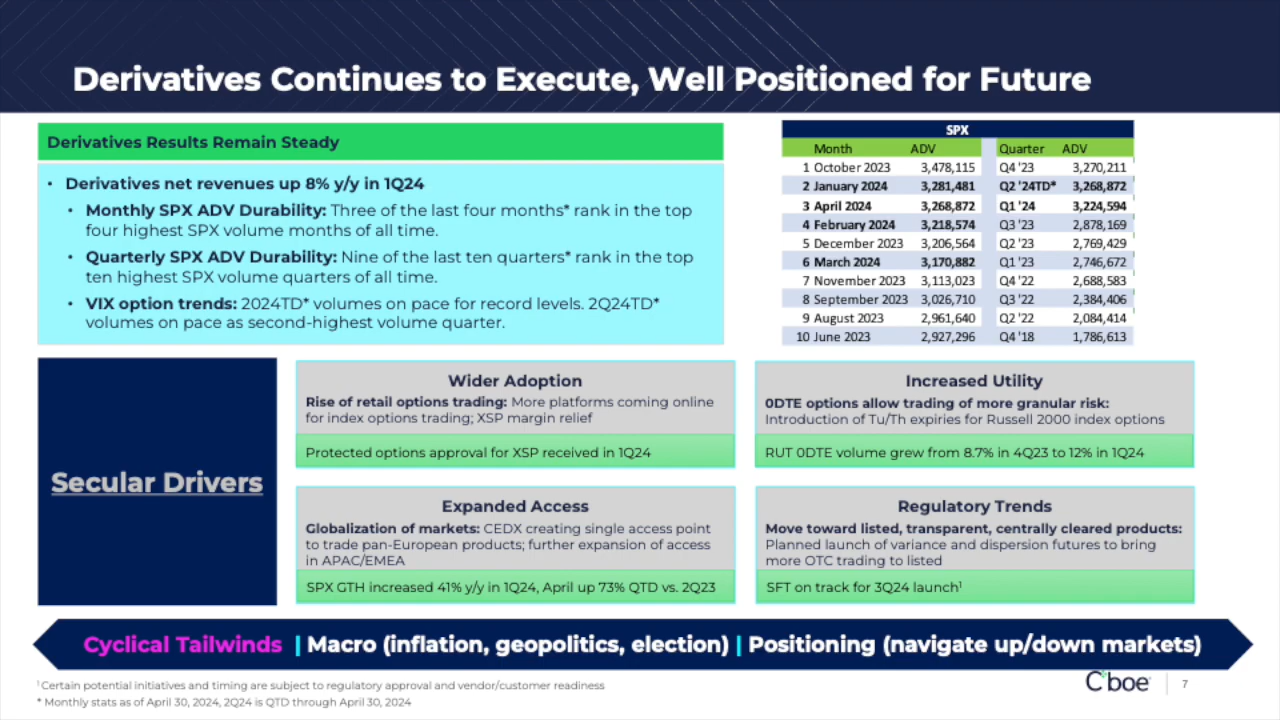 Derivatives Continues to Execute, Well Positioned for Future
Derivatives Results Remain Steady
• Derivatives net revenues up 8% y/y in 1Q24
• Monthly SPX ADV Durability: Three of the last four months* rank in the top
four highest SPX volume months of all time.
• Quarterly SPX ADV Durability: Nine of the last ten quarters* rank in the top
ten highest SPX volume quarters of all time.
• VIX option trends: 2024TD* volumes on pace for record levels. 2Q24TD*
volumes on pace as second-highest volume quarter.
SPX
Month ADV Quarter ADV
1 October 2023 3,478,115 Q4 '23 3,270,211
2 January 2024 3,281,481 Q2 '24TD* 3,268,872
3 April 2024 3,268,872 Q1 '24 3,224,594
4 February 2024 3,218,574 Q3 '23 2,878,169
5 December 2023 3,206,564 Q2 '23 2,769,429
6 March 2024 3,170,882 Q1 '23 2,746,672
7 November 2023 3,113,023 Q4 '22 2,688,583
8 September 2023 3,026,710 Q3 '22 2,384,406
9 August 2023 2,961,640 Q2 '22 2,084,414
10 June 2023 2,927,296 Q4 '18 1,786,613
Secular Drivers
Wider Adoption
Rise of retail options trading: More platforms coming online
for index options trading; XSP margin relief
Protected options approval for XSP received in 1Q24
Increased Utility
0DTE options allow trading of more granular risk:
Introduction of Tu/Th expiries for Russell 2000 index options
RUT 0DTE volume grew from 8.7% in 4Q23 to 12% in 1Q24
Expanded Access
Globalization of markets: CEDX creating single access point
to trade pan-European products; further expansion of access
in APAC/EMEA
SPX GTH increased 41% y/y in 1Q24, April up 73% QTD vs. 2Q23
Regulatory Trends
Move toward listed, transparent, centrally cleared products:
Planned launch of variance and dispersion futures to bring
more OTC trading to listed
SFT on track for 3Q24 launch¹
Cyclical Tailwinds | Macro (inflation, geopolitics, election) | Positioning (navigate up/down markets)
¹ Certain potential initiatives and timing are subject to regulatory approval and vendor/customer readiness
* Monthly stats as of April 30, 2024, 2Q24 is QTD through April 30, 2024
Cboe 7